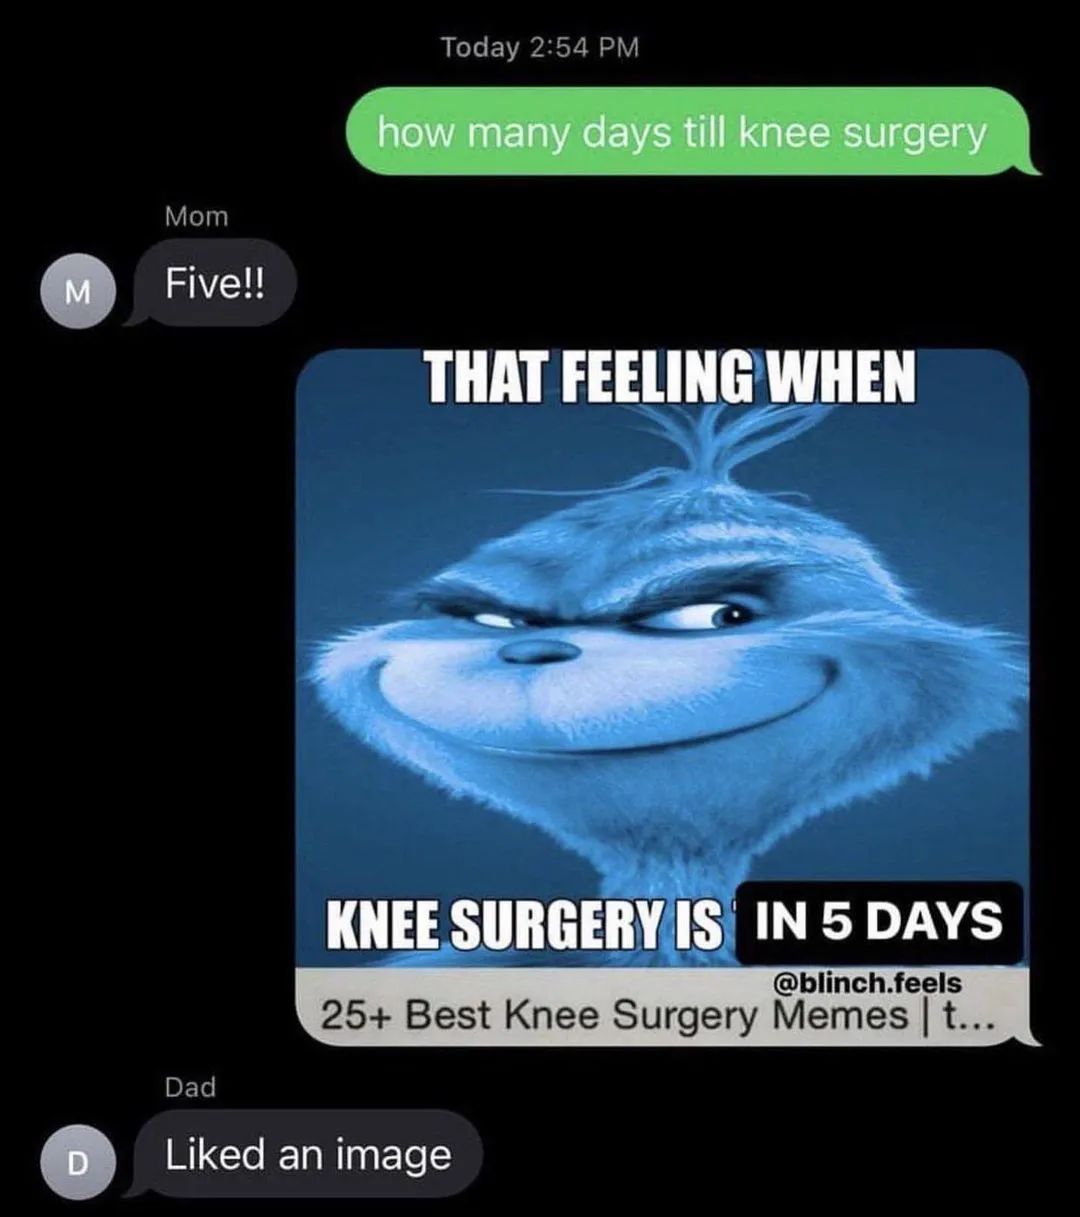 Today 2:54 PM
how many days till knee surgery
Mom
M
Five!!
THAT FEELING WHEN
KNEE SURGERY IS IN 5 DAYS
@blinch.feels
25+ Best Knee Surgery Memes | t...
Dad
D
Liked an image